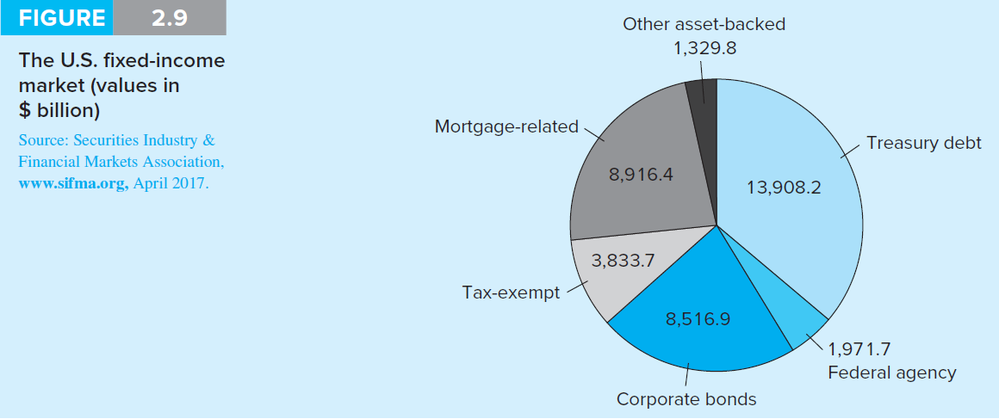 FIGURE 2.9
The U.S. fixed-income
market (values in
$ billion)
Source: Securities Industry &
Financial Markets Association,
www.sifma.org, April 2017.
Other asset-backed
1,329.8
Mortgage-related
8,916.4
Treasury debt
13,908.2
3,833.7
Tax-exempt
8,516.9
Corporate bonds
1,971.7
Federal agency